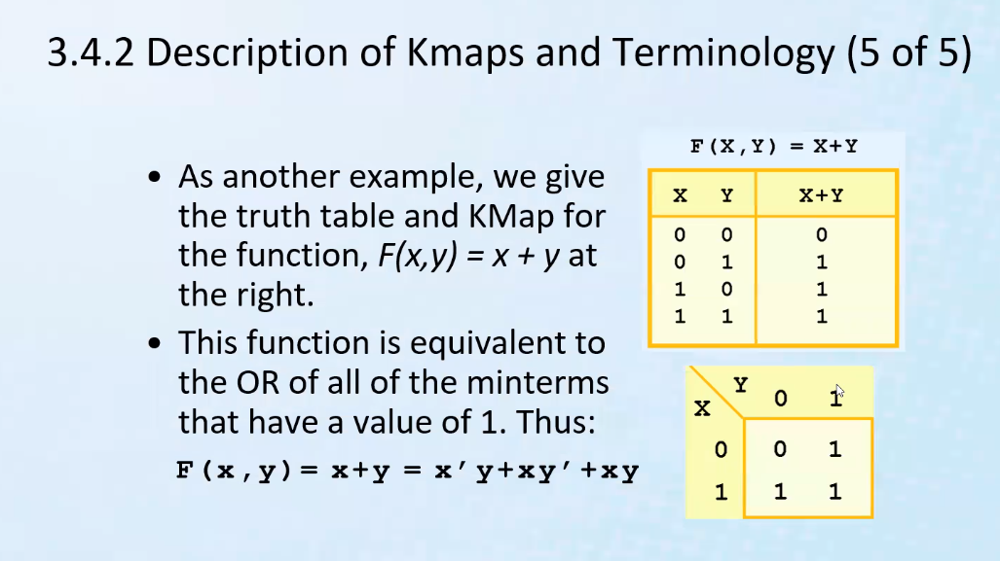 3.4.2 Description of Kmaps and Terminology (5 of 5)
• As another example, we give
the truth table and KMap for
the function, F(x,y) = x + y at
the right.
• This function is equivalent to
the OR of all of the minterms
that have a value of 1. Thus:
F(x,y)= x+y = x′y+xy′+xy
F(X,Y) = X+Y
X Y X+Y
0 0 0
0 1 1
1 0 1
1 1 1
Y
X 0 1
0 0 1
1 1 1